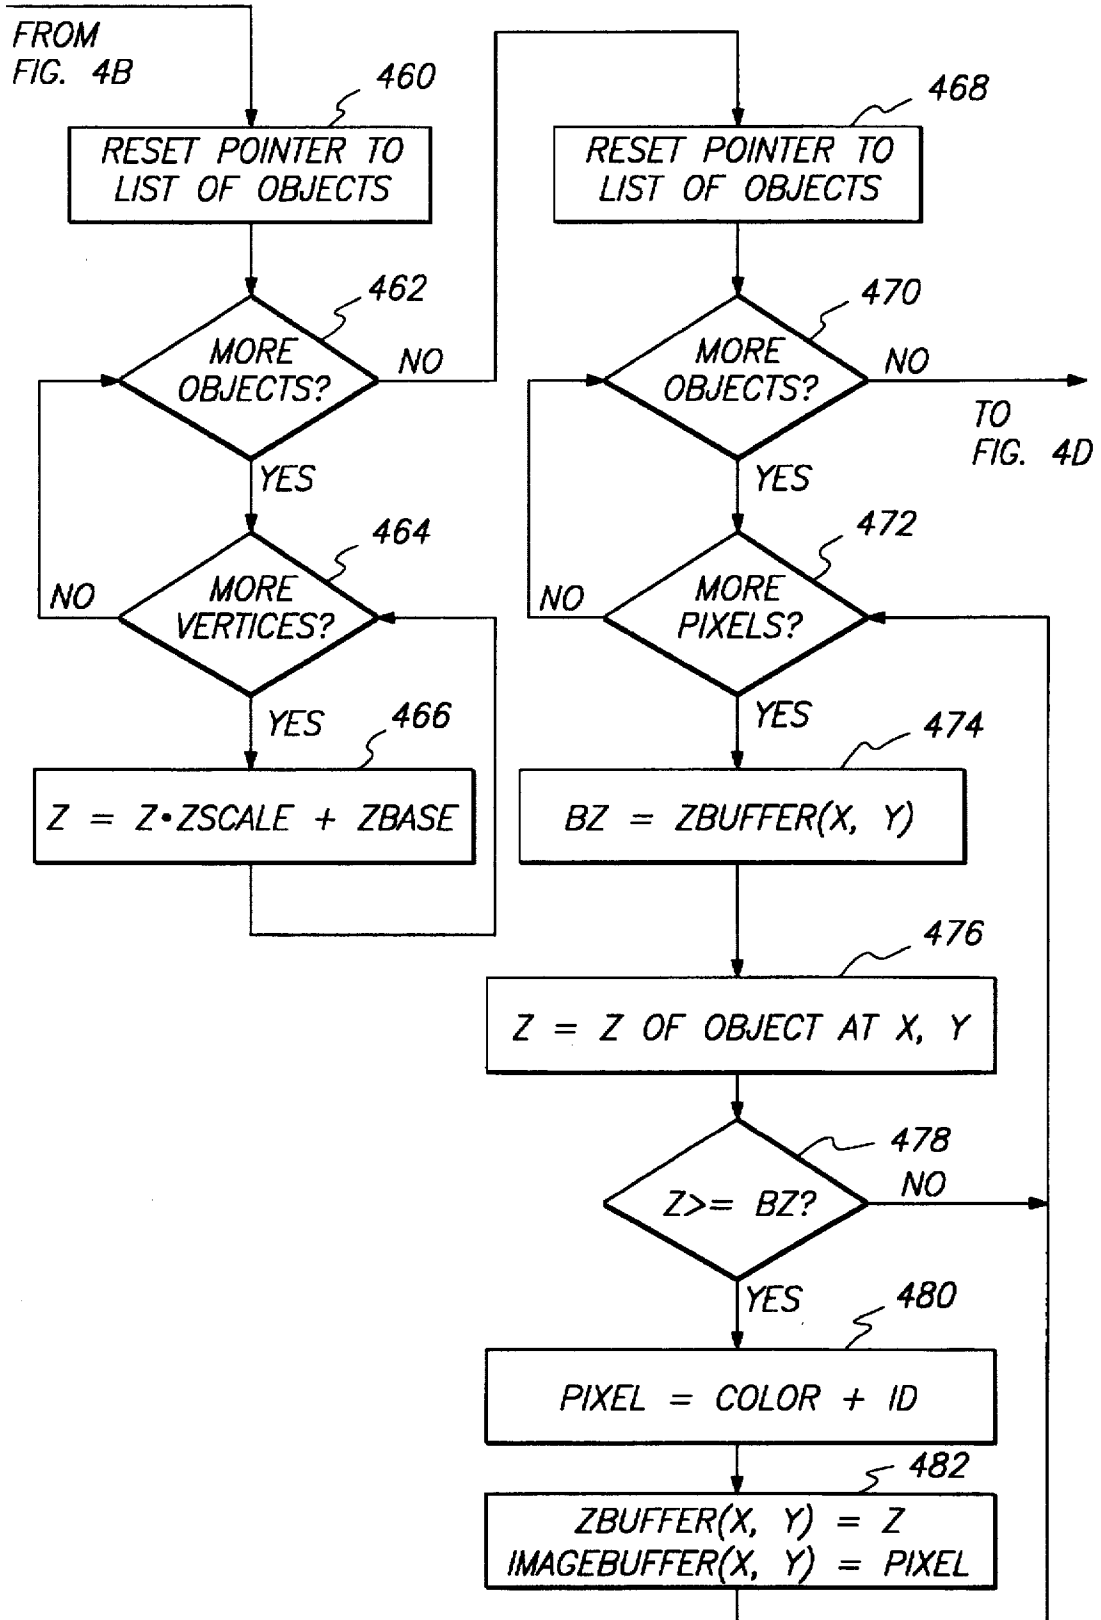 FROM
FIG. 4B
460
RESET POINTER TO
LIST OF OBJECTS
462
MORE
OBJECTS?
NO
YES
464
MORE
VERTICES?
NO
YES
466
Z = Z•ZSCALE + ZBASE
468
RESET POINTER TO
LIST OF OBJECTS
470
MORE
OBJECTS?
NO
TO
FIG. 4D
YES
472
MORE
PIXELS?
NO
YES
474
BZ = ZBUFFER(X, Y)
476
Z = Z OF OBJECT AT X, Y
478
Z>= BZ?
NO
YES
480
PIXEL = COLOR + ID
482
ZBUFFER(X, Y) = Z
IMAGEBUFFER(X, Y) = PIXEL